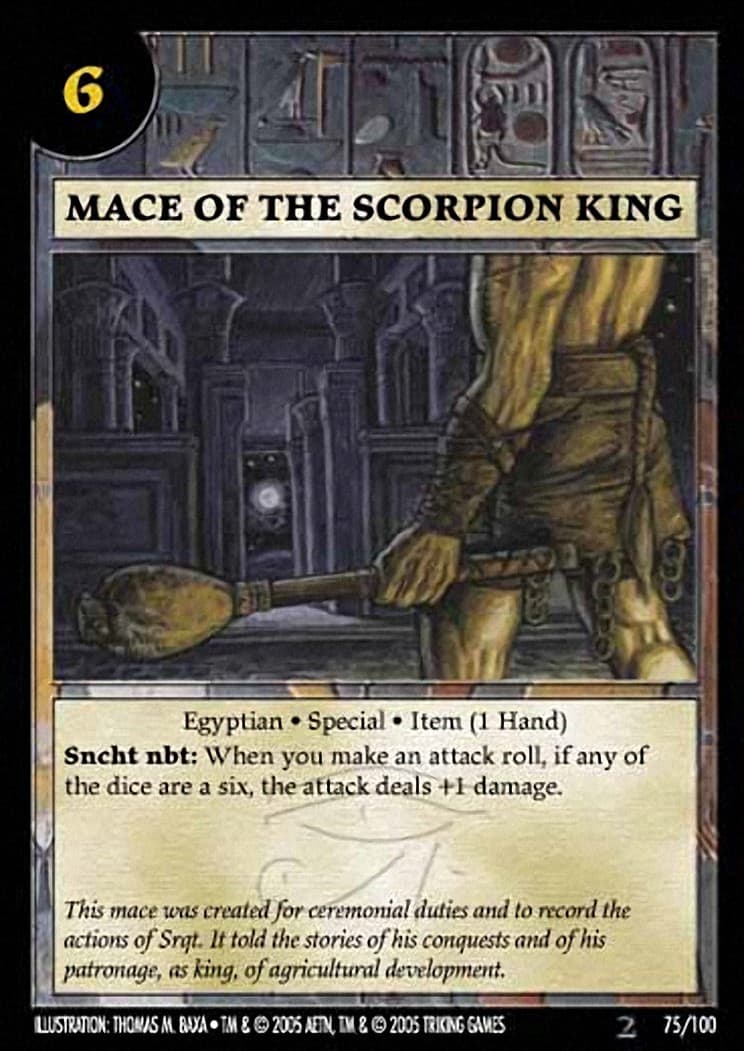 6
MACE OF THE SCORPION KING
Egyptian • Special • Item (1 Hand)
Sncht nbt: When you make an attack roll, if any of
the dice are a six, the attack deals +1 damage.
This mace was created for ceremonial duties and to record the
actions of Srqt. It told the stories of his conquests and of his
patronage, as king, of agricultural development.
ILLUSTRATION: THOMAS M. BAXA • TM & © 2005 AETN, TM & © 2005 TRIKING GAMES 2 75/100